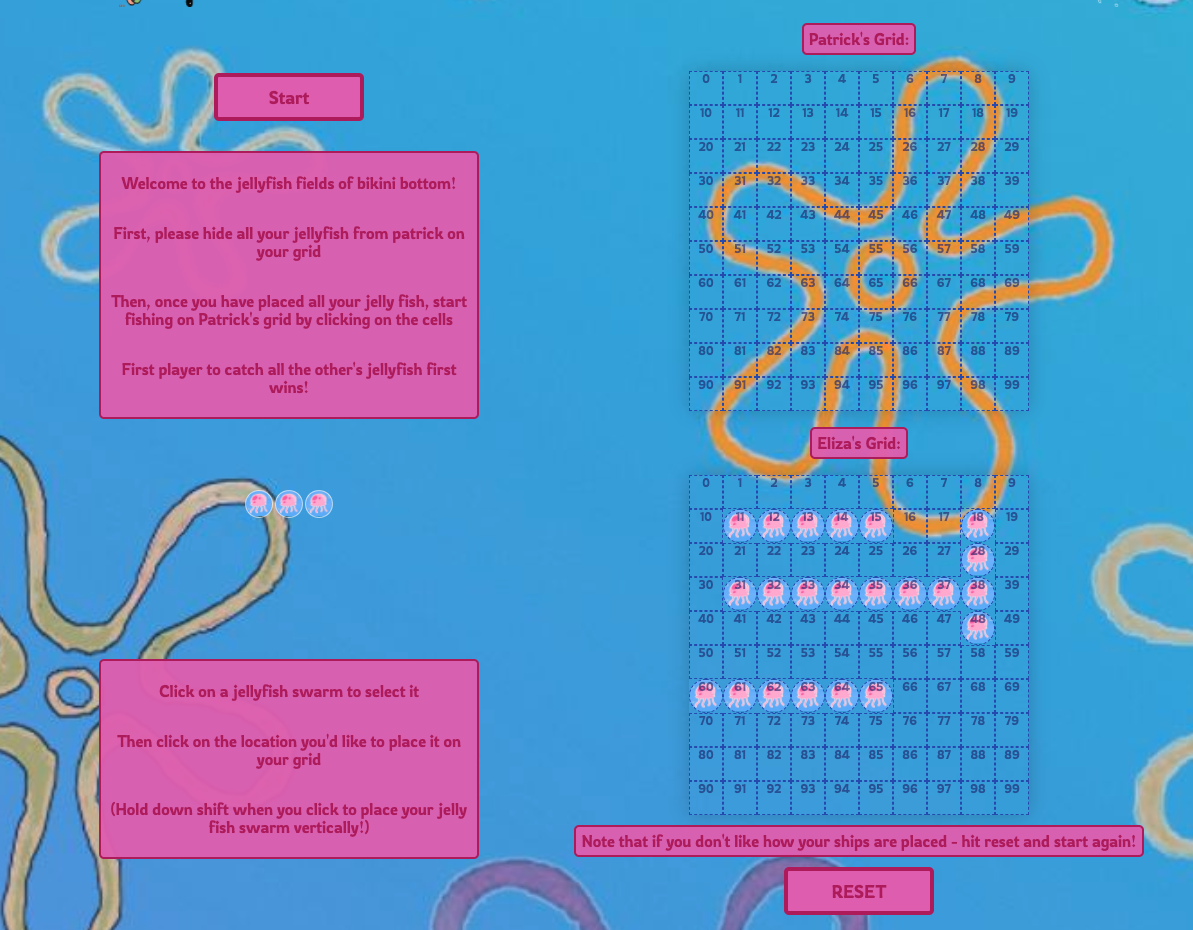 Start
Welcome to the jellyfish fields of bikini bottom!
First, please hide all your jellyfish from patrick on
your grid
Then, once you have placed all your jelly fish, start
fishing on Patrick's grid by clicking on the cells
First player to catch all the other's jellyfish first
wins!
Click on a jellyfish swarm to select it
Then click on the location you'd like to place it on
your grid
(Hold down shift when you click to place your jelly
fish swarm vertically!)
Patrick's Grid:
0 1 2 3 4 5 6 7 8 9
10 11 12 13 14 15 16 17 18 19
20 21 22 23 24 25 26 27 28 29
30 31 32 33 34 35 36 37 38 39
40 41 42 43 44 45 46 47 48 49
50 51 52 53 54 55 56 57 58 59
60 61 62 63 64 65 66 67 68 69
70 71 72 73 74 75 76 77 78 79
80 81 82 83 84 85 86 87 88 89
90 91 92 93 94 95 96 97 98 99
Eliza's Grid:
0 1 2 3 4 5 6 7 8 9
10 11 12 13 14 15 16 17 18 19
20 21 22 23 24 25 26 27 28 29
30 31 32 33 34 35 36 37 38 39
40 41 42 43 44 45 46 47 48 49
50 51 52 53 54 55 56 57 58 59
60 61 62 63 64 65 66 67 68 69
70 71 72 73 74 75 76 77 78 79
80 81 82 83 84 85 86 87 88 89
90 91 92 93 94 95 96 97 98 99
Note that if you don't like how your ships are placed - hit reset and start again!
RESET